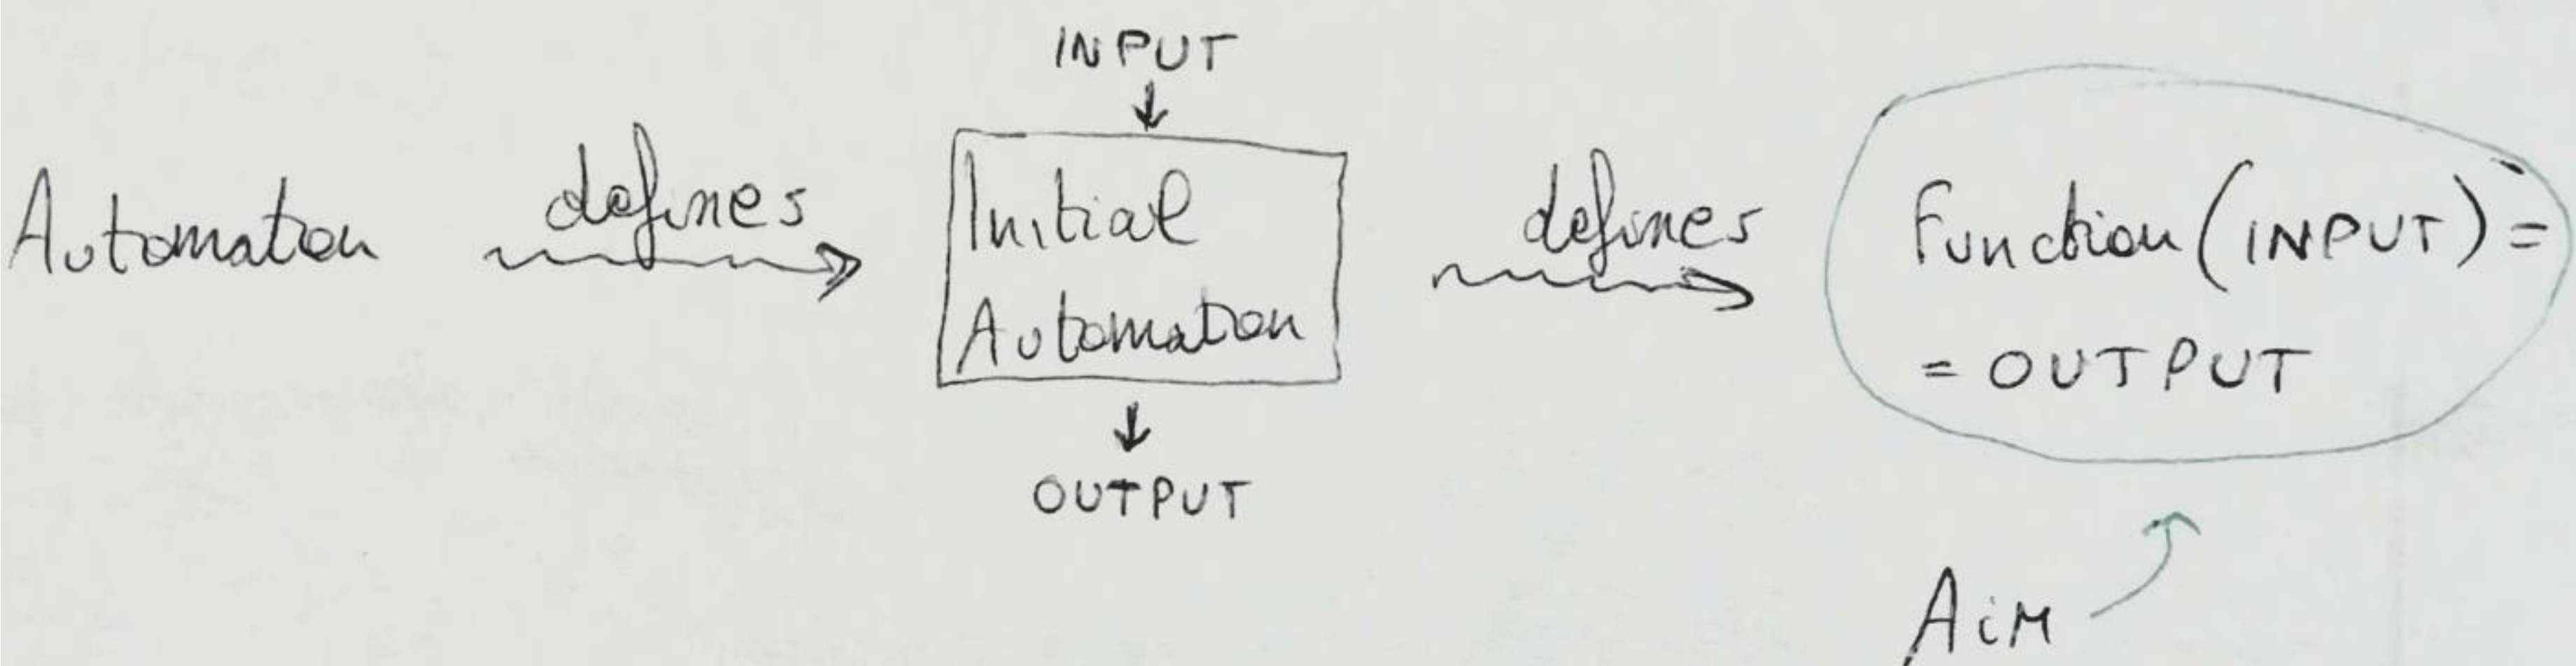 INPUT
Automation
defines
Initial
Automation
OUTPUT
defines
Function (INPUT) =
= OUTPUT
Aim